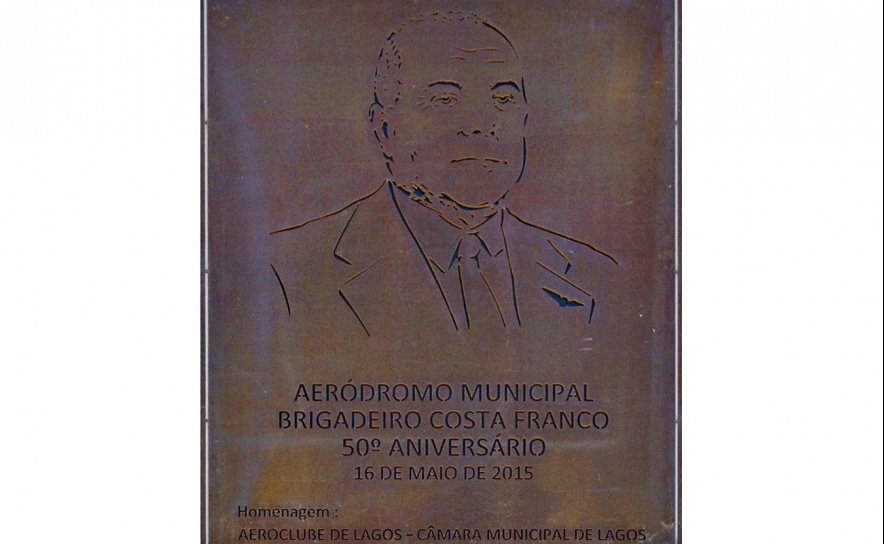 AERÓDROMO MUNICIPAL
BRIGADEIRO COSTA FRANCO
50º ANIVERSÁRIO
16 DE MAIO DE 2015
Homenagem :
AEROCLUBE DE LAGOS – CÂMARA MUNICIPAL DE LAGOS